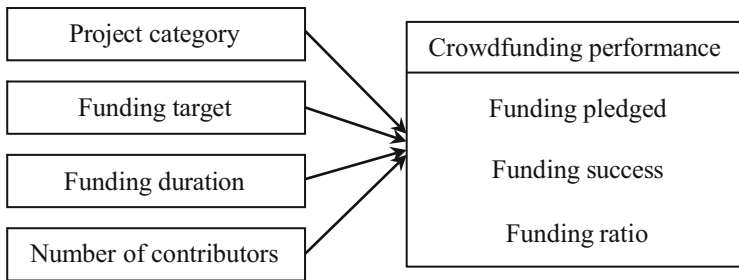 Project category
Funding target
Funding duration
Number of contributors
Crowdfunding performance
Funding pledged
Funding success
Funding ratio